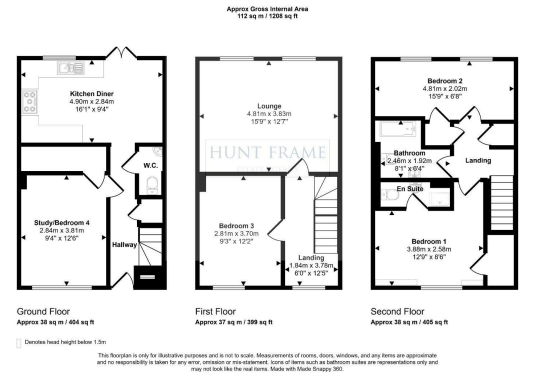 Approx Gross Internal Area
112 sq m / 1208 sq ft
Kitchen Diner
4.90m x 2.84m
16'1" x 9'4"
W.C.
Study/Bedroom 4
2.84m x 3.81m
9'4" x 12'6"
Hallway
Lounge
4.81m x 3.83m
15'9" x 12'7"
HUNT FRAME
Bedroom 3
2.81m x 3.70m
9'3" x 12'2"
Landing
1.84m x 3.78m
6'0" x 12'5"
Bedroom 2
4.81m x 2.02m
15'9" x 6'8"
Bathroom
2.46m x 1.92m
8'1" x 6'4"
Landing
En Suite
Bedroom 1
3.88m x 2.58m
12'9" x 8'6"
Ground Floor
Approx 38 sq m / 404 sq ft
First Floor
Approx 37 sq m / 399 sq ft
Second Floor
Approx 38 sq m / 405 sq ft
Denotes head height below 1.5m
This floorplan is only for illustrative purposes and is not to scale. Measurements of rooms, doors, windows, and any items are approximate
and no responsibility is taken for any error, omission or mis-statement. Icons of items such as bathroom suites are representations only and
may not look like the real items. Made with Made Snappy 360.